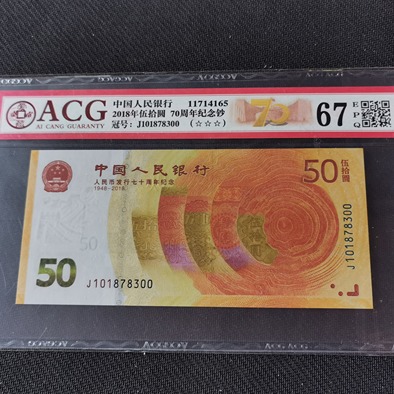 ACG
AI CANG GUARANTY
中国人民银行 11714165
2018年伍拾圆 70周年纪念钞
冠号：J101878300 (☆☆☆)
70
67 EPQ
中国人民银行
人民币发行七十周年纪念
1948-2018
50 伍拾圆
50
50
J101878300
J101878300